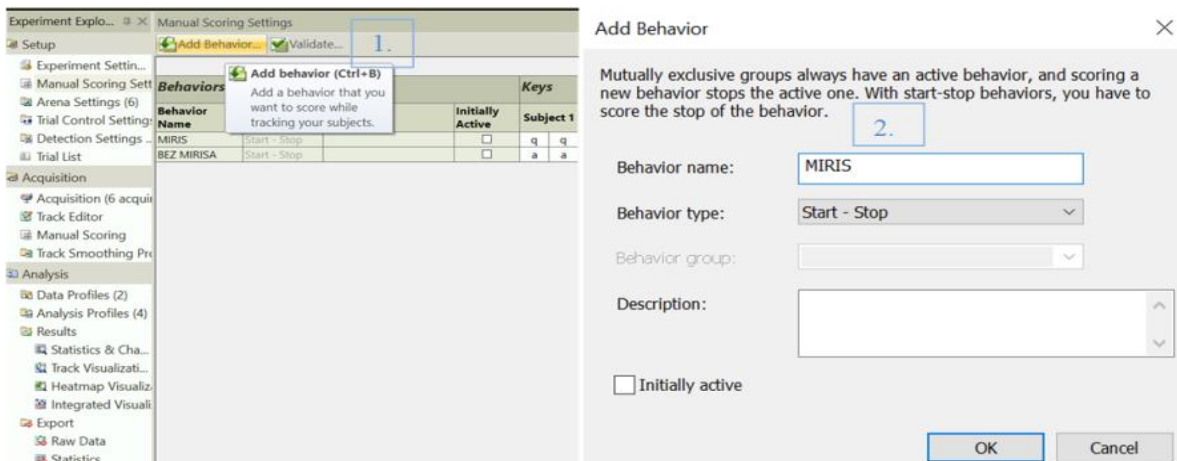 Experiment Explo...
Setup
Experiment Settin...
Manual Scoring Sett
Arena Settings (6)
Trial Control Setting
Detection Settings ...
Trial List
Acquisition
Acquisition (6 acqui
Track Editor
Manual Scoring
Track Smoothing Pr
Analysis
Data Profiles (2)
Analysis Profiles (4)
Results
Statistics & Cha...
Track Visualizati...
Heatmap Visualiz
Integrated Visuali
Export
Raw Data
Statistics
Manual Scoring Settings
Add Behavior... Validate...
1.
Add behavior (Ctrl+B)
Add a behavior that you
want to score while
tracking your subjects.
Behaviors Keys
Behavior Name Initially Active Subject 1
MIRIS Start - Stop q q
BEZ MIRISA Start - Stop a a
Add Behavior
Mutually exclusive groups always have an active behavior, and scoring a
new behavior stops the active one. With start-stop behaviors, you have to
score the stop of the behavior.
2.
Behavior name: MIRIS
Behavior type: Start - Stop
Behavior group:
Description:
Initially active
OK Cancel